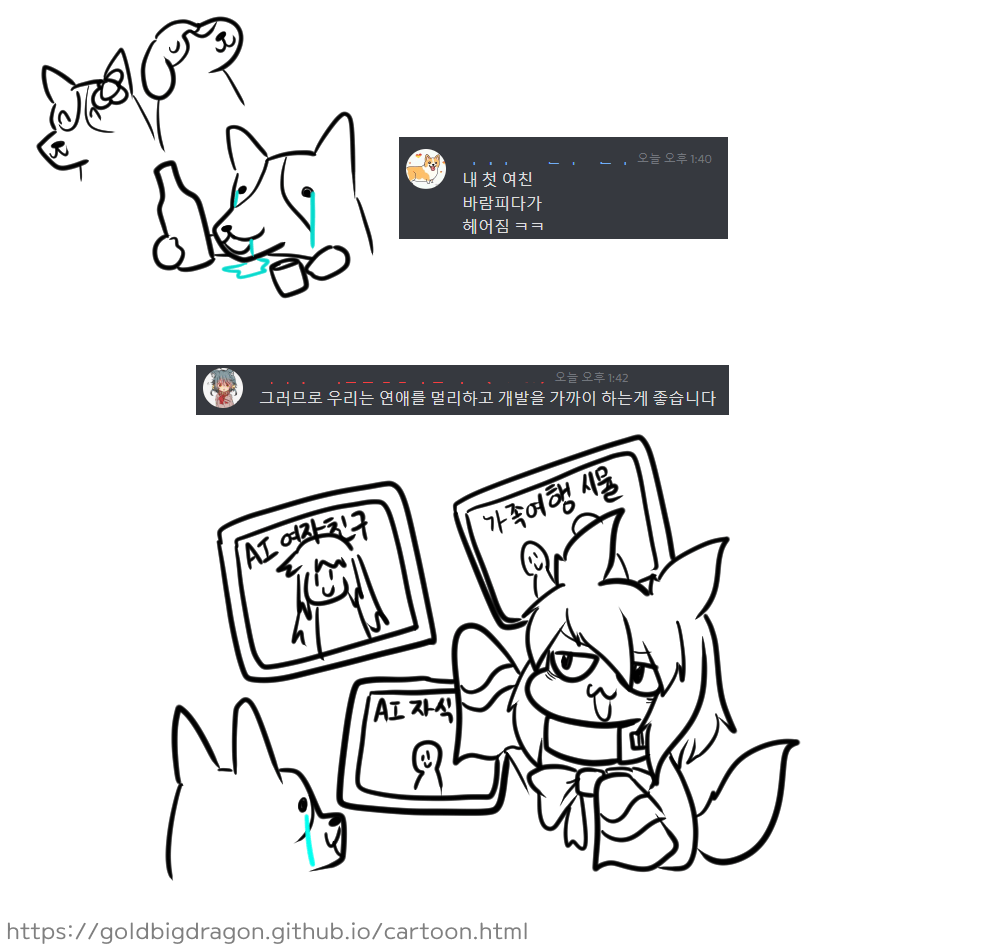 오늘 오후 1:40
내 첫 여친
바람피다가
헤어짐 ㅋㅋ
오늘 오후 1:42
그러므로 우리는 연애를 멀리하고 개발을 가까이 하는게 좋습니다
AI 여자친구
가족여행 시뮬
AI 자식
https://goldbigdragon.github.io/cartoon.html